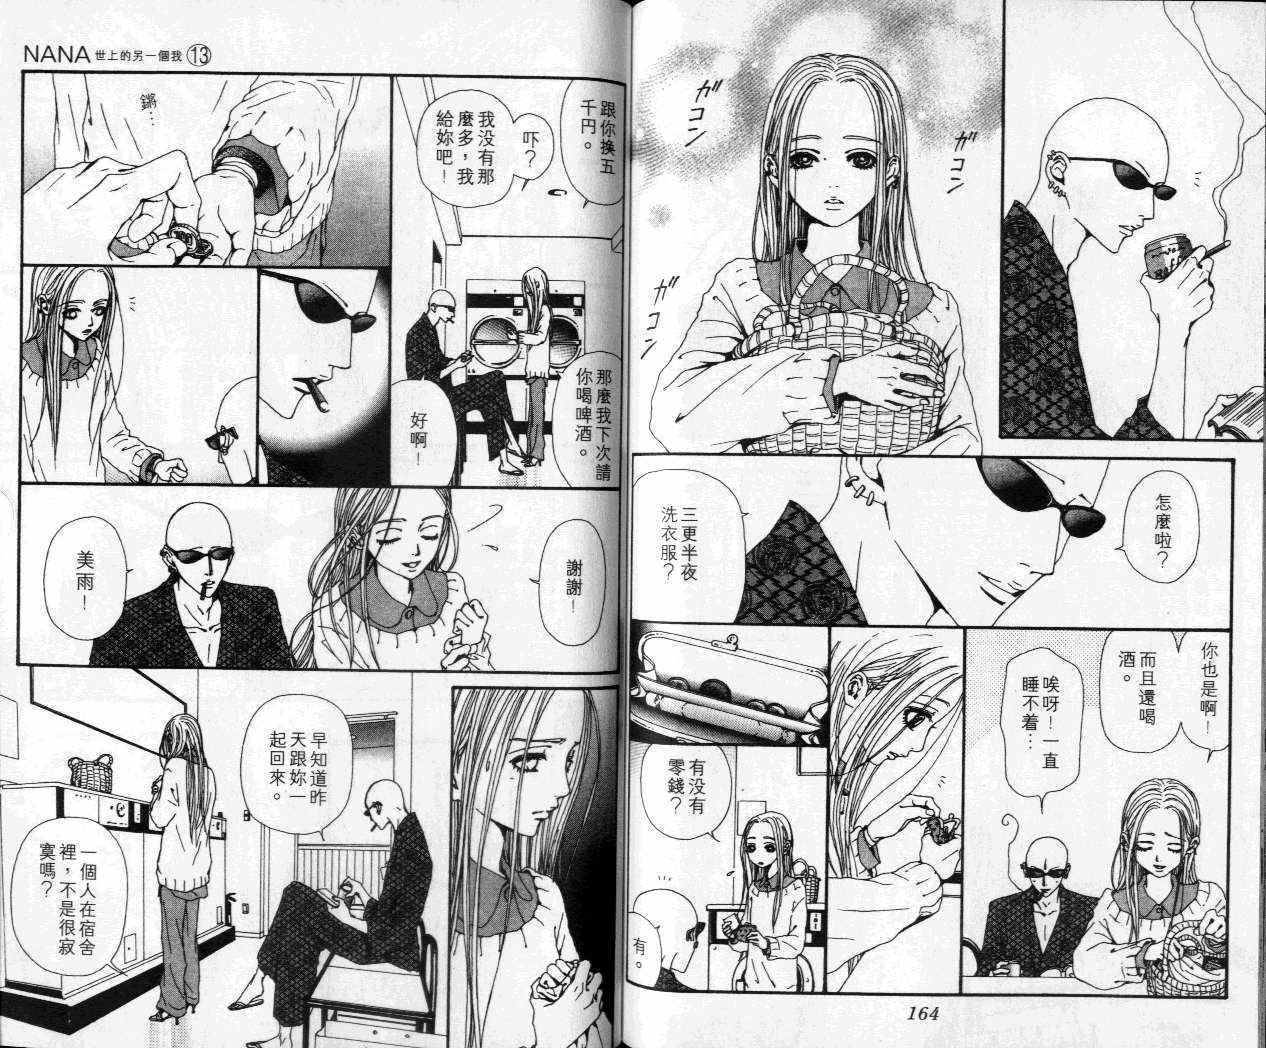 ガコン
ガコン
ガコン
怎麼啦？
三更半夜
洗衣服？
你也是啊！
而且還喝
酒。
唉呀！一直
睡不着…
有没有
零錢？
有。
164
NANA 世上的另一個我 13
跟你換五
千円。
吓？
我没有那
麼多，我
給妳吧！
鏘…
那麼我下次請
你喝啤酒。
好啊！
謝謝！
美雨！
早知道昨
天跟妳一
起回來。
一個人在宿舍
裡，不是很寂
寞嗎？